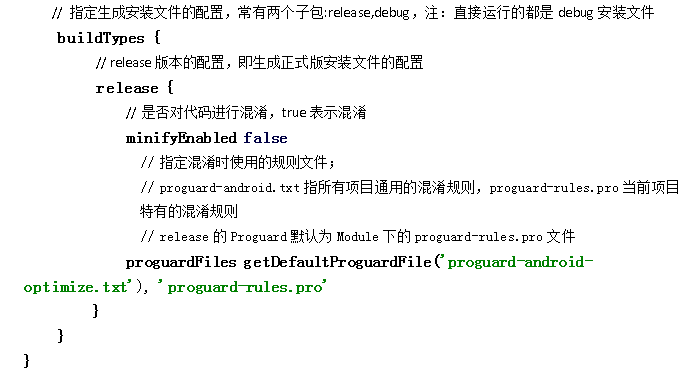 // 指定生成安装文件的配置，常有两个子包:release,debug，注：直接运行的都是 debug 安装文件
buildTypes {
// release 版本的配置，即生成正式版安装文件的配置
release {
// 是否对代码进行混淆，true 表示混淆
minifyEnabled false
// 指定混淆时使用的规则文件；
// proguard-android.txt 指所有项目通用的混淆规则，proguard-rules.pro 当前项目
特有的混淆规则
// release 的 Proguard 默认为 Module 下的 proguard-rules.pro 文件
proguardFiles getDefaultProguardFile('proguard-android-
optimize.txt'), 'proguard-rules.pro'
}
}
}